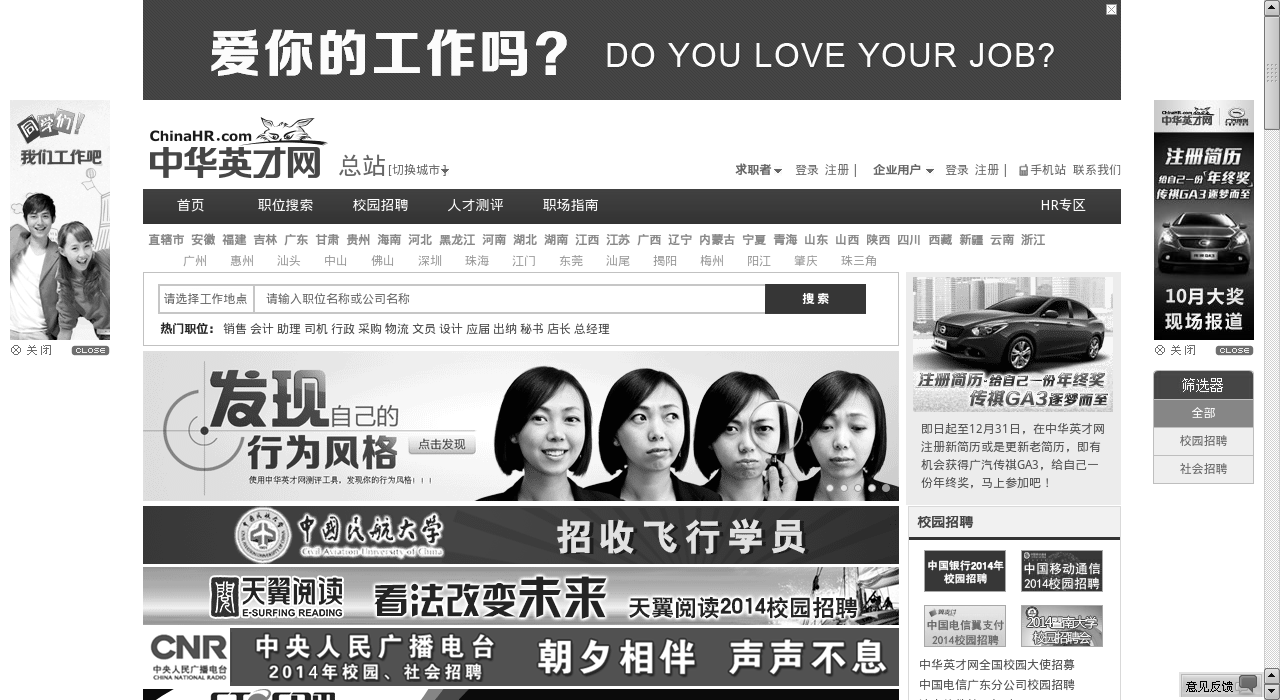 爱你的工作吗? DO YOU LOVE YOUR JOB?
同学们!
我们工作吧
关闭 CLOSE
ChinaHR.com
中华英才网 总站 [切换城市]
求职者 登录 注册 | 企业用户 登录 注册 | 手机站 联系我们
首页 职位搜索 校园招聘 人才测评 职场指南 HR专区
直辖市 安徽 福建 吉林 广东 甘肃 贵州 海南 河北 黑龙江 河南 湖北 湖南 江西 江苏 广西 辽宁 内蒙古 宁夏 青海 山东 山西 陕西 四川 西藏 新疆 云南 浙江
广州 惠州 汕头 中山 佛山 深圳 珠海 江门 东莞 汕尾 揭阳 梅州 阳江 肇庆 珠三角
请选择工作地点 请输入职位名称或公司名称 搜 索
热门职位: 销售 会计 助理 司机 行政 采购 物流 文员 设计 应届 出纳 秘书 店长 总经理
发现自己的
行为风格 点击发现
使用中华英才网测评工具，发现你的行为风格!!!
中国民航大学
Civil Aviation University of China
招收飞行学员
天翼阅读
E-SURFING READING
看法改变未来 天翼阅读2014校园招聘
CNR
中央人民广播电台
CHINA NATIONAL RADIO
中央人民广播电台
2014年校园、社会招聘
朝夕相伴 声声不息
注册简历·给自己一份年终奖
传祺GA3逐梦而至
即日起至12月31日，在中华英才网
注册新简历或是更新老简历，即有
机会获得广汽传祺GA3，给自己一
份年终奖，马上参加吧！
校园招聘
中国银行2014年
校园招聘
中国移动通信
2014校园招聘
中国电信翼支付
2014校园招聘
2014暨南大学
校园招聘会
中华英才网全国校园大使招募
中国电信广东分公司校园招聘
ChinaHR.com
中华英才网
注册简历
给自己一份'年终奖'
传祺GA3逐梦而至
10月大奖
现场报道
关闭 CLOSE
筛选器
全部
校园招聘
社会招聘
意见反馈